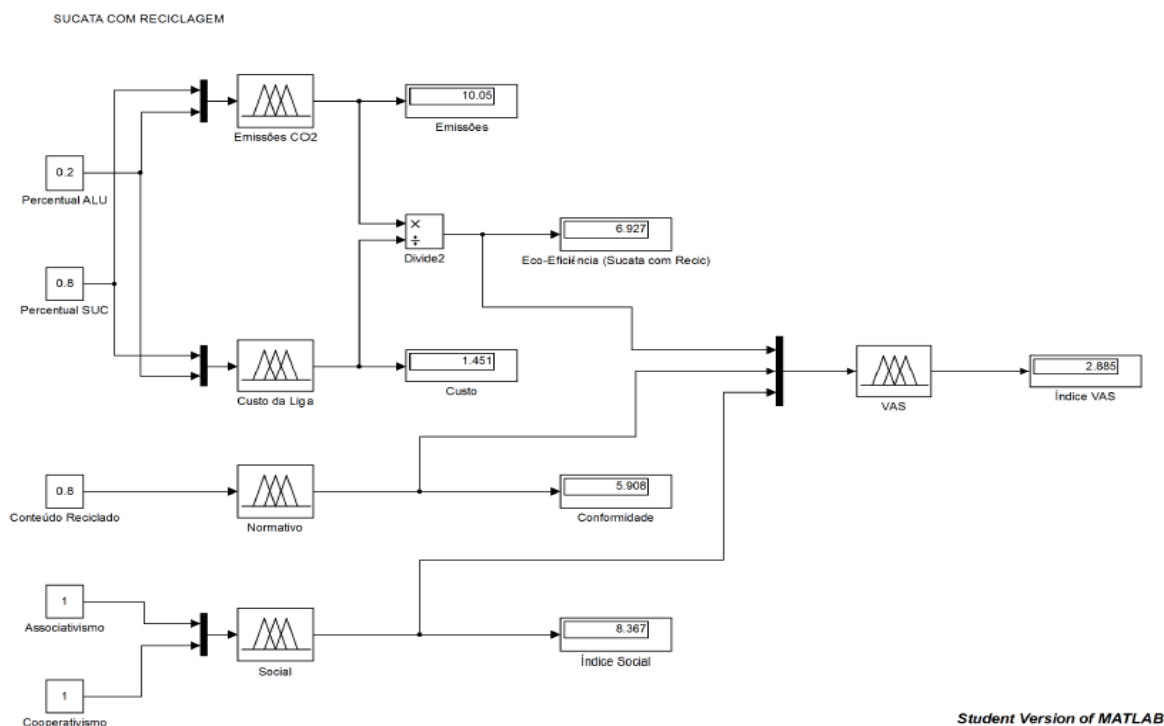 SUCATA COM RECICLAGEM
10.05
Emissões CO2
Emissões
0.2
Percentual ALU
×
÷
Divide2
6.927
Eco-Eficiência (Sucata com Recic)
0.8
Percentual SUC
1.451
Custo da Liga
Custo
VAS
2.885
Índice VAS
0.8
Conteúdo Reciclado
Normativo
5.908
Conformidade
1
Associativismo
Social
8.367
Índice Social
1
Cooperativismo
Student Version of MATLAB